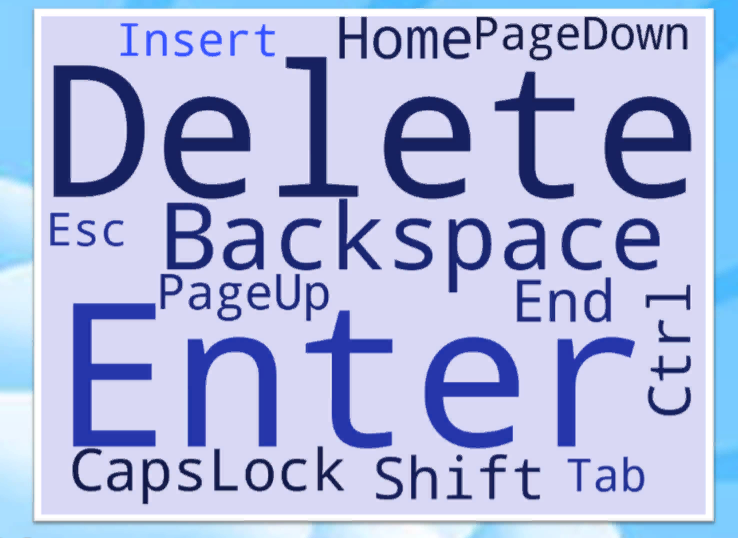 Insert
Home
PageDown
Delete
Esc
Backspace
PageUp
End
Ctrl
Enter
CapsLock
Shift
Tab